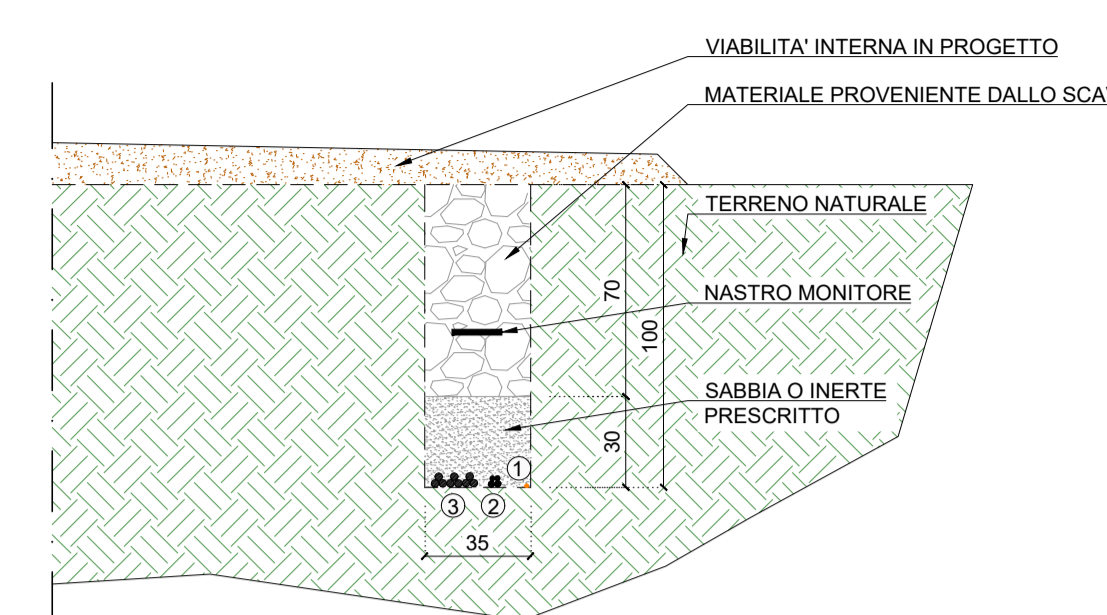 VIABILITA' INTERNA IN PROGETTO
MATERIALE PROVENIENTE DALLO
TERRENO NATURALE
70
NASTRO MONITORE
100
SABBIA O INERTE
PRESCRITTO
30
1
3
2
35